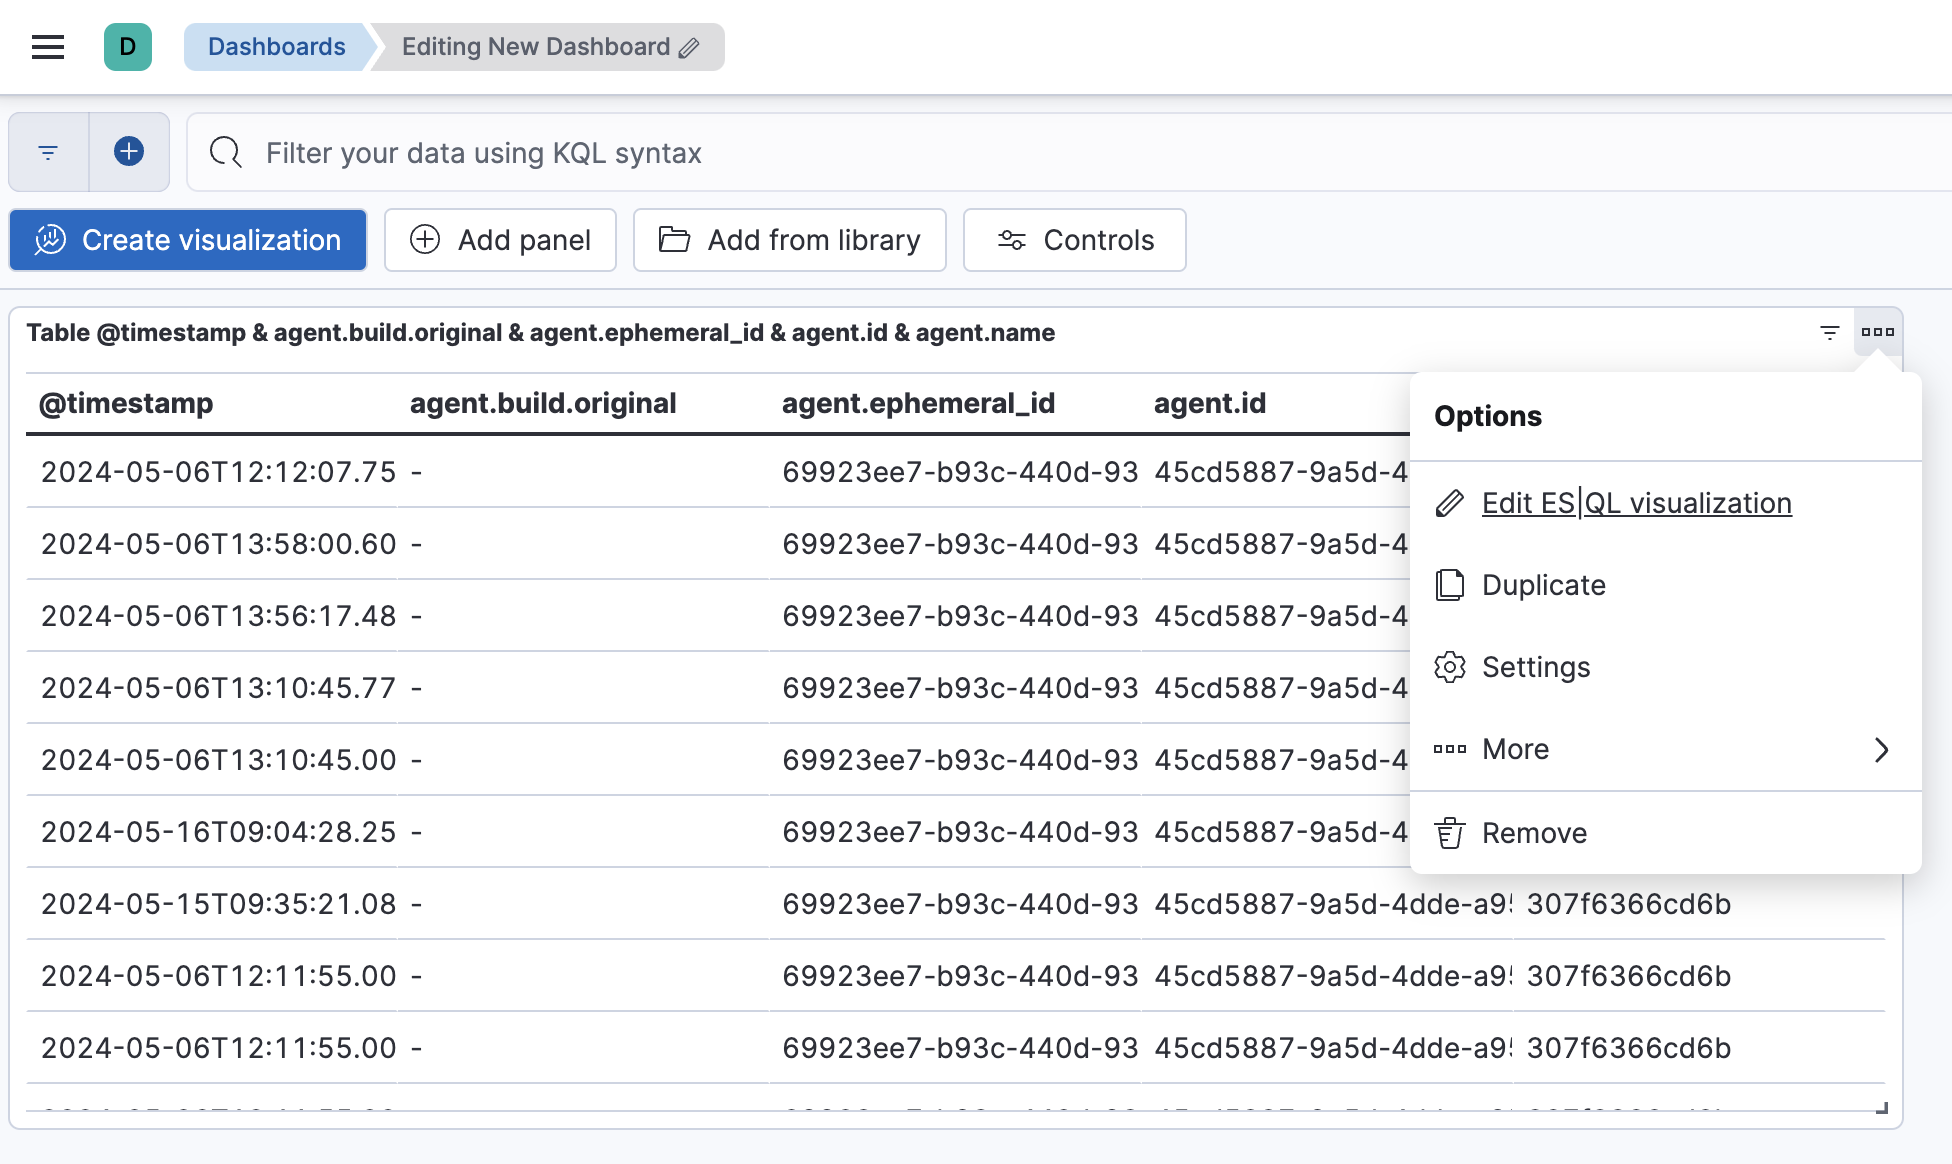 D Dashboards Editing New Dashboard
Filter your data using KQL syntax
Create visualization Add panel Add from library Controls
Table @timestamp & agent.build.original & agent.ephemeral_id & agent.id & agent.name
@timestamp agent.build.original agent.ephemeral_id agent.id
2024-05-06T12:12:07.75 - 69923ee7-b93c-440d-93 45cd5887-9a5d-4
2024-05-06T13:58:00.60 - 69923ee7-b93c-440d-93 45cd5887-9a5d-4
2024-05-06T13:56:17.48 - 69923ee7-b93c-440d-93 45cd5887-9a5d-4
2024-05-06T13:10:45.77 - 69923ee7-b93c-440d-93 45cd5887-9a5d-4
2024-05-06T13:10:45.00 - 69923ee7-b93c-440d-93 45cd5887-9a5d-4
2024-05-16T09:04:28.25 - 69923ee7-b93c-440d-93 45cd5887-9a5d-4
2024-05-15T09:35:21.08 - 69923ee7-b93c-440d-93 45cd5887-9a5d-4dde-a9 307f6366cd6b
2024-05-06T12:11:55.00 - 69923ee7-b93c-440d-93 45cd5887-9a5d-4dde-a9 307f6366cd6b
2024-05-06T12:11:55.00 - 69923ee7-b93c-440d-93 45cd5887-9a5d-4dde-a9 307f6366cd6b
Options
Edit ES|QL visualization
Duplicate
Settings
More
Remove